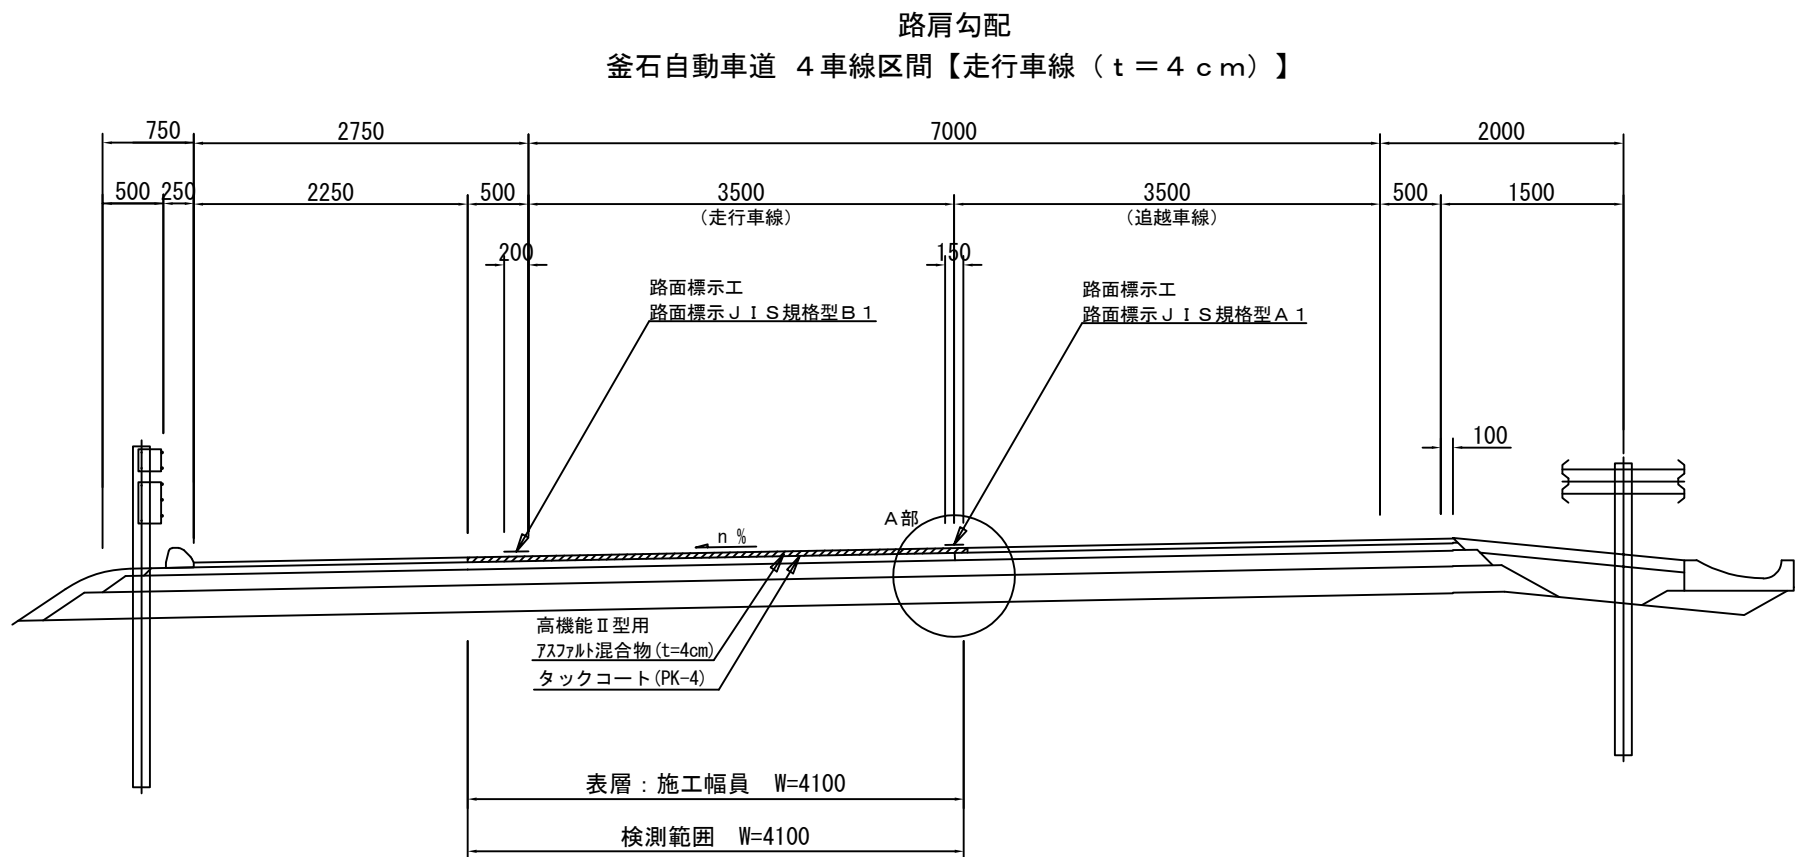 路肩勾配
釜石自動車道 ４車線区間【走行車線（ｔ＝４ｃｍ）】
750 2750 7000 2000
500 250 2250 500 3500 3500 500 1500
(走行車線) (追越車線)
200 150
路面標示工
路面標示ＪＩＳ規格型Ｂ１
路面標示工
路面標示ＪＩＳ規格型Ａ１
100
Ａ部
n %
高機能Ⅱ型用
ｱｽﾌｧﾙﾄ混合物(t=4cm)
タックコート(PK-4)
表層：施工幅員 W=4100
検測範囲 W=4100